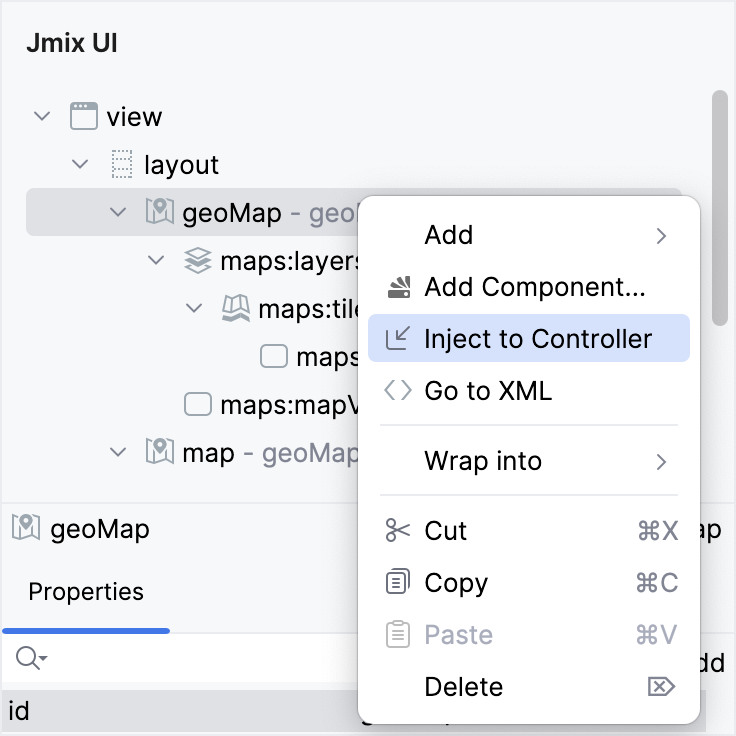 Jmix UI
view
layout
geoMap - geo
maps:layers
maps:tile
maps
maps:mapV
map - geoMap
Add
Add Component...
Inject to Controller
Go to XML
Wrap into
Cut ⌘X
Copy ⌘C
Paste ⌘V
Delete
geoMap ap
Properties
dd
id